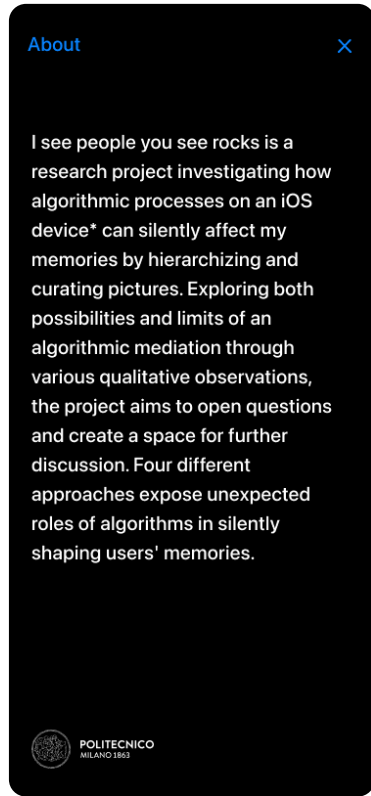 About
I see people you see rocks is a
research project investigating how
algorithmic processes on an iOS
device* can silently affect my
memories by hierarchizing and
curating pictures. Exploring both
possibilities and limits of an
algorithmic mediation through
various qualitative observations,
the project aims to open questions
and create a space for further
discussion. Four different
approaches expose unexpected
roles of algorithms in silently
shaping users' memories.
POLITECNICO
MILANO 1863